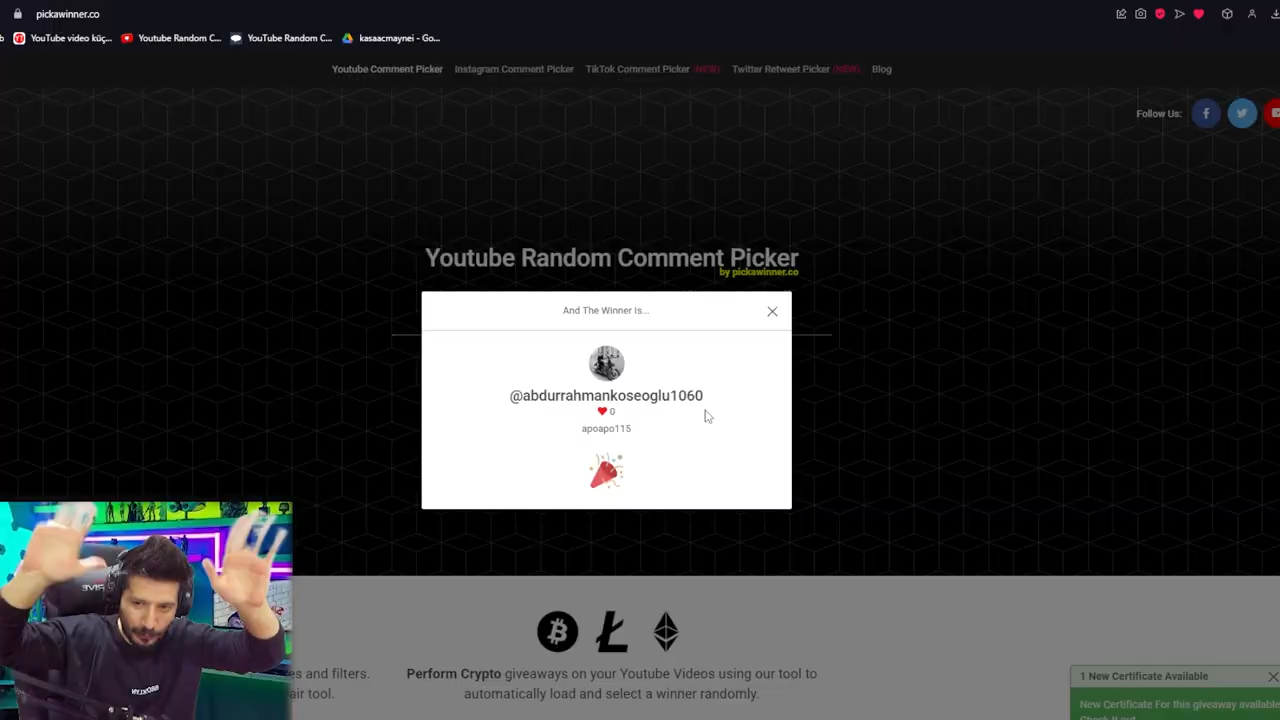 pickawinner.co
YouTube video küç...
Youtube Random C...
YouTube Random C...
kasaacmaynei - Go...
Youtube Comment Picker
Instagram Comment Picker
TikTok Comment Picker (NEW)
Twitter Retweet Picker (NEW)
Blog
Follow Us:
Youtube Random Comment Picker
by pickawinner.co
And The Winner Is...
@abdurrahmankoseoglu1060
0
apoapo115
es and filters.
air tool.
Perform Crypto giveaways on your Youtube Videos using our tool to
automatically load and select a winner randomly.
1 New Certificate Available
New Certificate For this giveaway available